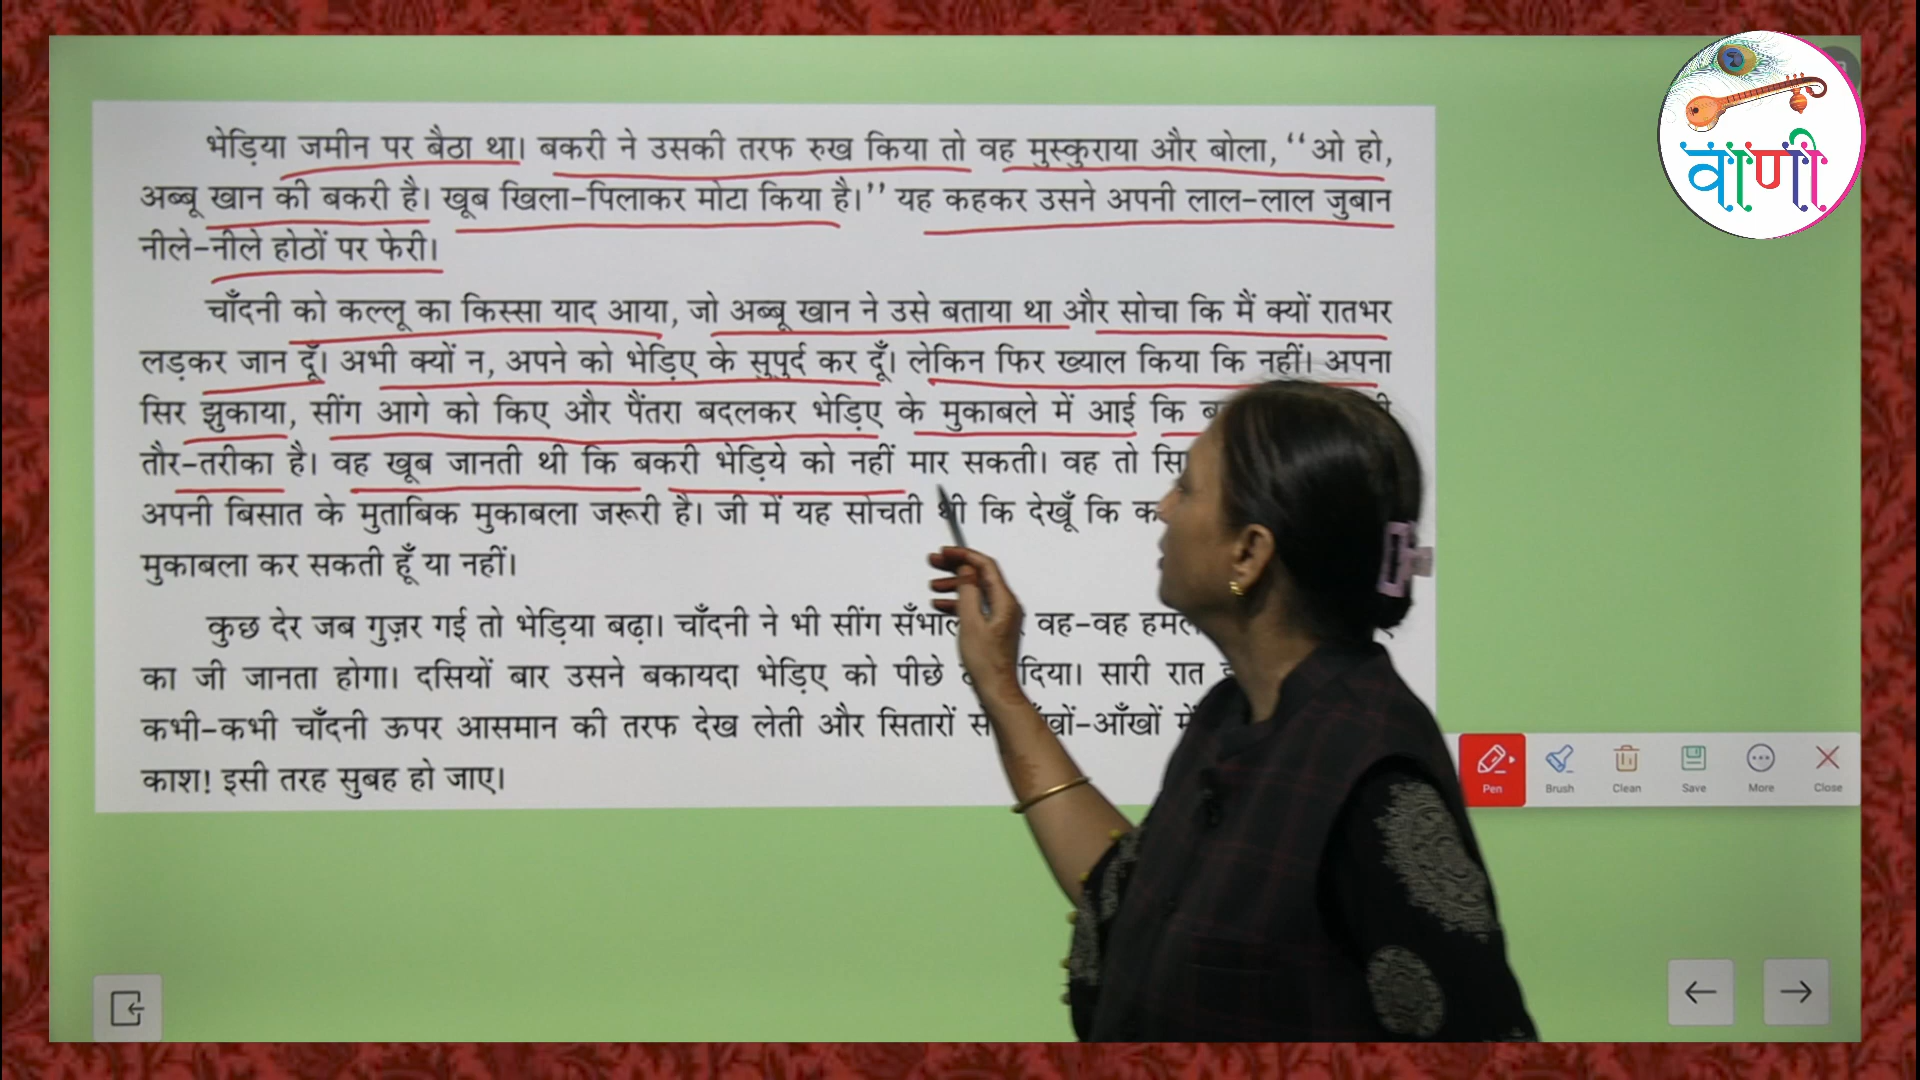 वाणी
भेड़िया जमीन पर बैठा था। बकरी ने उसकी तरफ रुख किया तो वह मुस्कुराया और बोला, ‘‘ओ हो,
अब्बू खान की बकरी है। खूब खिला-पिलाकर मोटा किया है।’’ यह कहकर उसने अपनी लाल-लाल जुबान
नीले-नीले होठों पर फेरी।
चाँदनी को कल्लू का किस्सा याद आया, जो अब्बू खान ने उसे बताया था और सोचा कि मैं क्यों रातभर
लड़कर जान दूँ। अभी क्यों न, अपने को भेड़िए के सुपुर्द कर दूँ। लेकिन फिर ख्याल किया कि नहीं। अपना
सिर झुकाया, सींग आगे को किए और पैंतरा बदलकर भेड़िए के मुकाबले में आई कि
तौर-तरीका है। वह खूब जानती थी कि बकरी भेड़िये को नहीं मार सकती। वह तो
अपनी बिसात के मुताबिक मुकाबला जरूरी है। जी में यह सोचती थी कि देखूँ कि
मुकाबला कर सकती हूँ या नहीं।
कुछ देर जब गुज़र गई तो भेड़िया बढ़ा। चाँदनी ने भी सींग वह-वह
का जी जानता होगा। दसियों बार उसने बकायदा भेड़िए को पीछे दिया। सारी रात
कभी-कभी चाँदनी ऊपर आसमान की तरफ देख लेती और सितारों
काश! इसी तरह सुबह हो जाए।
Pen Brush Clean Save More Close